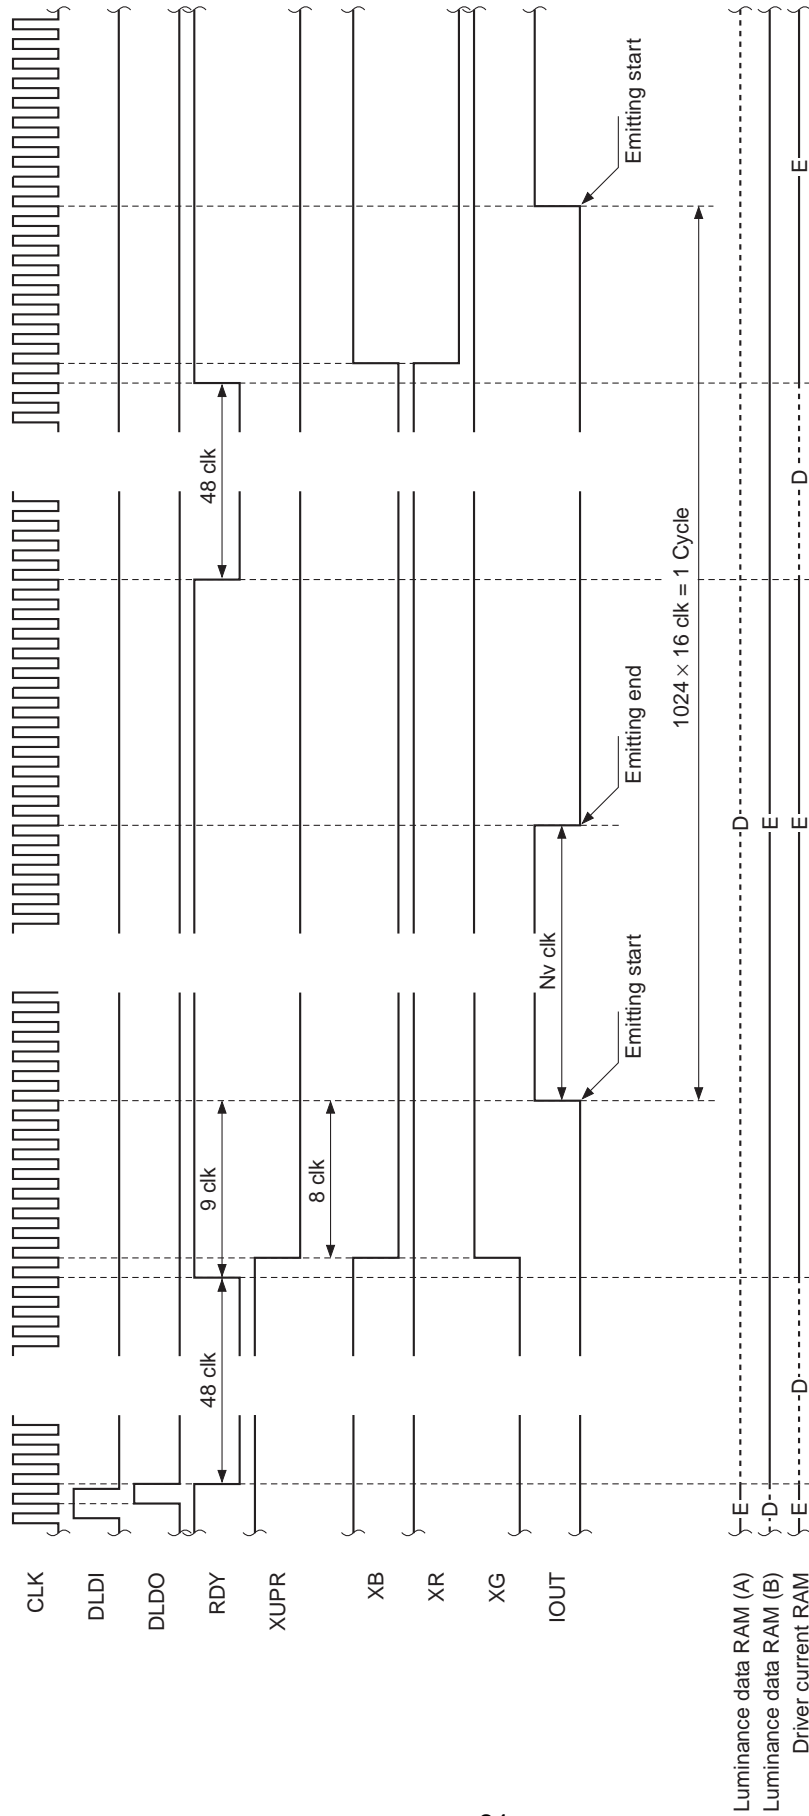 CLK
DLDI
DLDO
RDY
XUPR
XB
XR
XG
IOUT
Luminance data RAM (A)
Luminance data RAM (B)
Driver current RAM
48 clk
9 clk
8 clk
48 clk
Nv clk
Emitting start
Emitting end
Emitting start
1024 × 16 clk = 1 Cycle
E
D
D
E
E
D
E
D
E